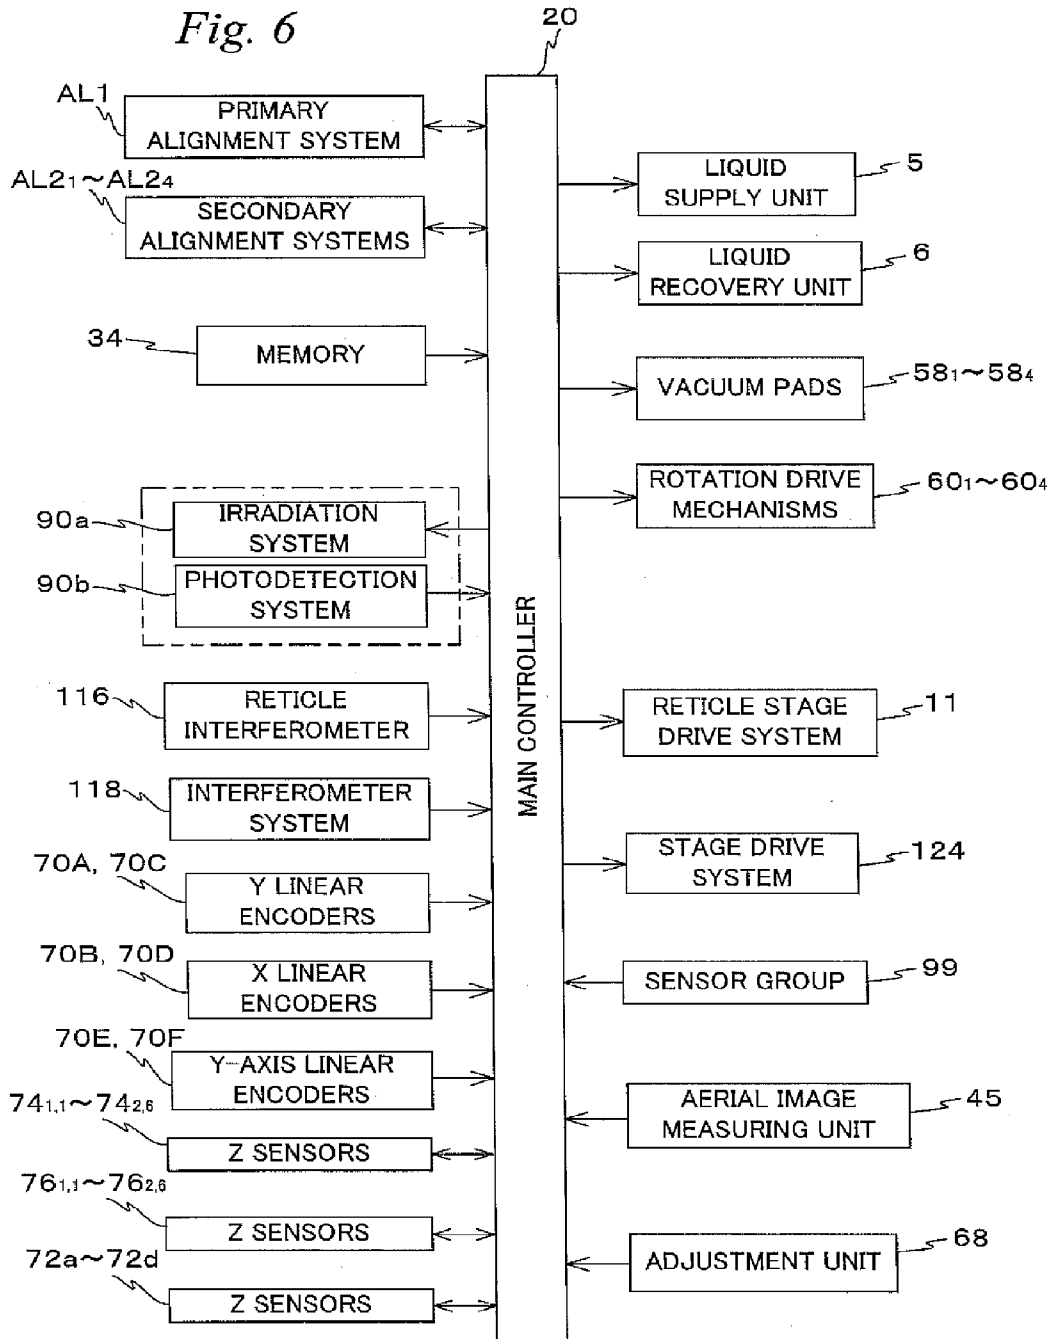 Fig. 6
20
AL1
PRIMARY
ALIGNMENT SYSTEM
AL2₁~AL2₄
SECONDARY
ALIGNMENT SYSTEMS
34
MEMORY
90a
IRRADIATION
SYSTEM
90b
PHOTODETECTION
SYSTEM
116
RETICLE
INTERFEROMETER
118
INTERFEROMETER
SYSTEM
70A, 70C
Y LINEAR
ENCODERS
70B, 70D
X LINEAR
ENCODERS
70E, 70F
Y-AXIS LINEAR
ENCODERS
74₁,₁~74₂,₆
Z SENSORS
76₁,₁~76₂,₆
Z SENSORS
72a~72d
Z SENSORS
MAIN CONTROLLER
LIQUID
SUPPLY UNIT
5
LIQUID
RECOVERY UNIT
6
VACUUM PADS
58₁~58₄
ROTATION DRIVE
MECHANISMS
60₁~60₄
RETICLE STAGE
DRIVE SYSTEM
11
STAGE DRIVE
SYSTEM
124
SENSOR GROUP
99
AERIAL IMAGE
MEASURING UNIT
45
ADJUSTMENT UNIT
68